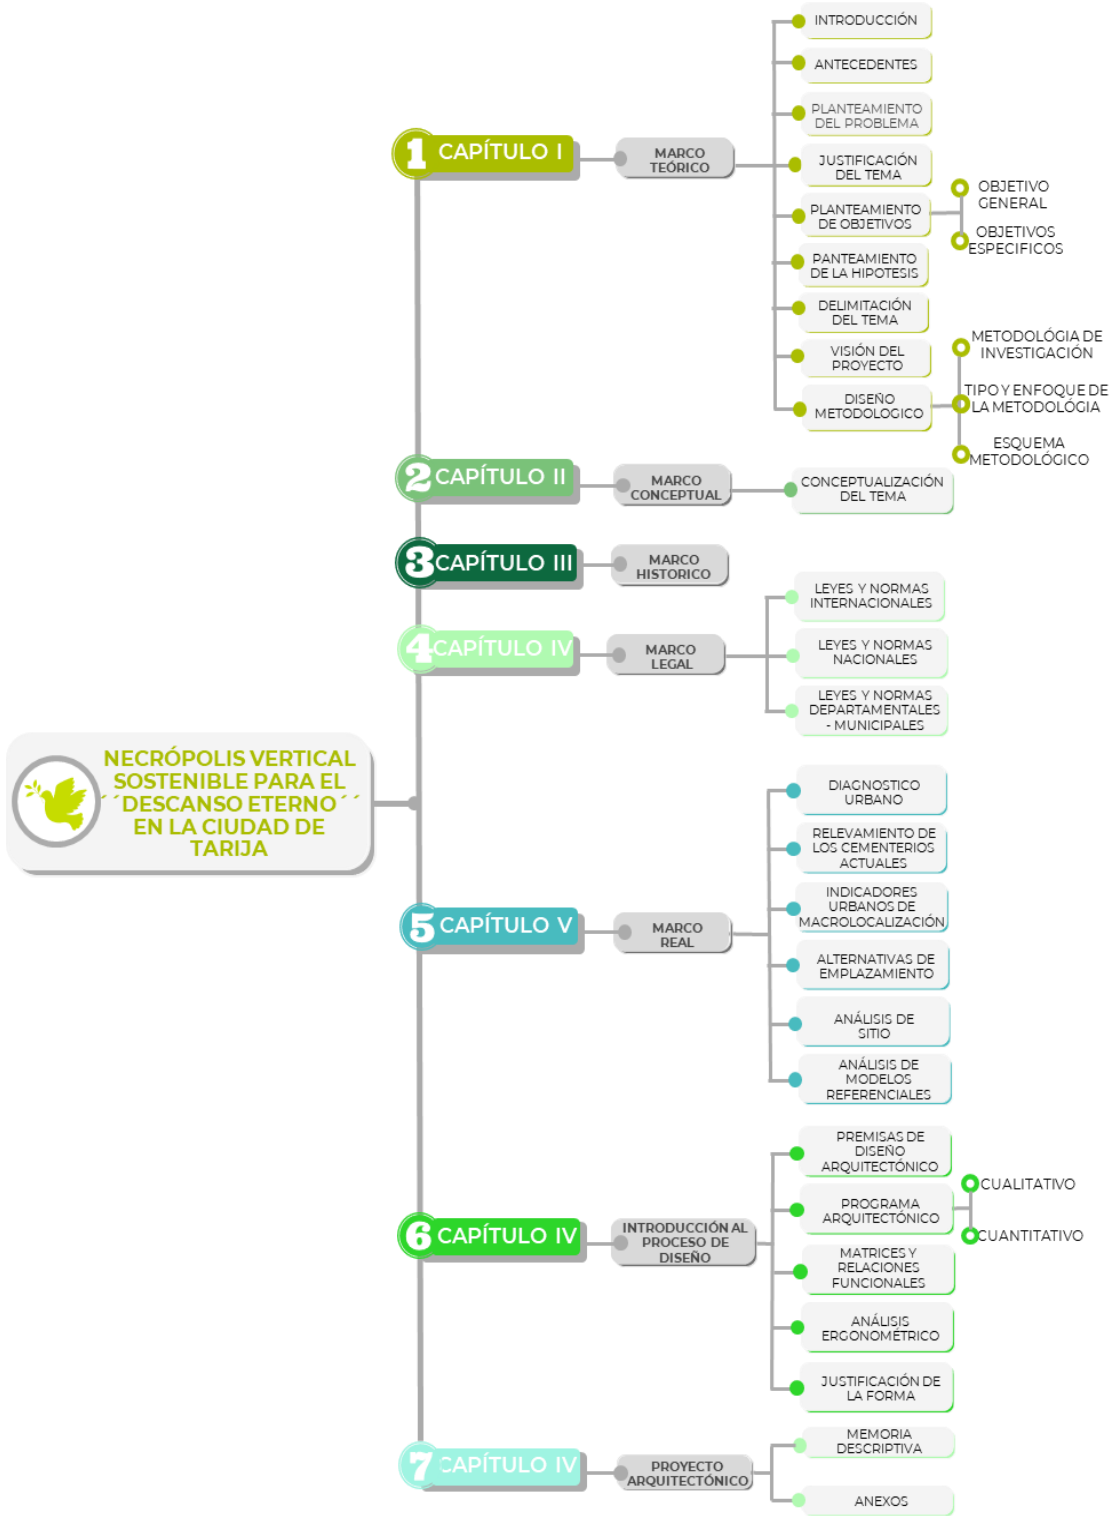 NECRÓPOLIS VERTICAL
SOSTENIBLE PARA EL
´´DESCANSO ETERNO´´
EN LA CIUDAD DE
TARIJA
1 CAPÍTULO I
MARCO
TEÓRICO
INTRODUCCIÓN
ANTECEDENTES
PLANTEAMIENTO
DEL PROBLEMA
JUSTIFICACIÓN
DEL TEMA
PLANTEAMIENTO
DE OBJETIVOS
OBJETIVO
GENERAL
OBJETIVOS
ESPECIFICOS
PANTEAMIENTO
DE LA HIPOTESIS
DELIMITACIÓN
DEL TEMA
VISIÓN DEL
PROYECTO
DISEÑO
METODOLOGICO
METODOLÓGIA DE
INVESTIGACIÓN
TIPO Y ENFOQUE DE
LA METODOLÓGIA
ESQUEMA
METODOLÓGICO
2 CAPÍTULO II
MARCO
CONCEPTUAL
CONCEPTUALIZACIÓN
DEL TEMA
3 CAPÍTULO III
MARCO
HISTORICO
4 CAPÍTULO IV
MARCO
LEGAL
LEYES Y NORMAS
INTERNACIONALES
LEYES Y NORMAS
NACIONALES
LEYES Y NORMAS
DEPARTAMENTALES
- MUNICIPALES
5 CAPÍTULO V
MARCO
REAL
DIAGNOSTICO
URBANO
RELEVAMIENTO DE
LOS CEMENTERIOS
ACTUALES
INDICADORES
URBANOS DE
MACROLOCALIZACIÓN
ALTERNATIVAS DE
EMPLAZAMIENTO
ANÁLISIS DE
SITIO
ANÁLISIS DE
MODELOS
REFERENCIALES
6 CAPÍTULO IV
INTRODUCCIÓN AL
PROCESO DE
DISEÑO
PREMISAS DE
DISEÑO
ARQUITECTÓNICO
PROGRAMA
ARQUITECTÓNICO
CUALITATIVO
CUANTITATIVO
MATRICES Y
RELACIONES
FUNCIONALES
ANÁLISIS
ERGONOMÉTRICO
JUSTIFICACIÓN DE
LA FORMA
7 CAPÍTULO IV
PROYECTO
ARQUITECTÓNICO
MEMORIA
DESCRIPTIVA
ANEXOS